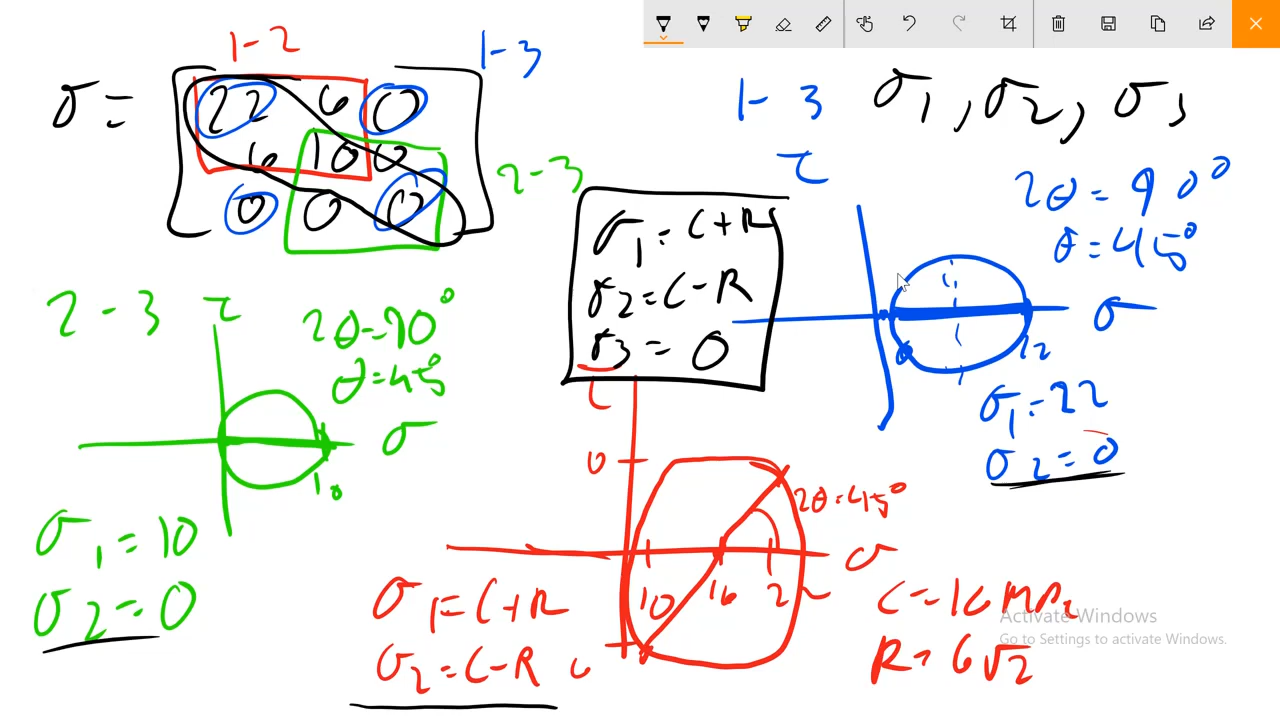 1-2
1-3
σ =
22 6 0
6 10 0
0 0 0
2-3
1-3
σ1, σ2, σ3
τ
2θ = 90°
θ = 45°
σ
12
σ1 = 22
σ2 = 0
σ1 = C+R
σ2 = C-R
σ3 = 0
2-3
τ
2θ = 90°
θ = 45°
σ
10
σ1 = 10
σ2 = 0
τ
0
2θ = 45°
σ
10 16 22
6
σ1 = C+R
σ2 = C-R
C = 16 MPa
R = 6√2
Activate Windows
Go to Settings to activate Windows.